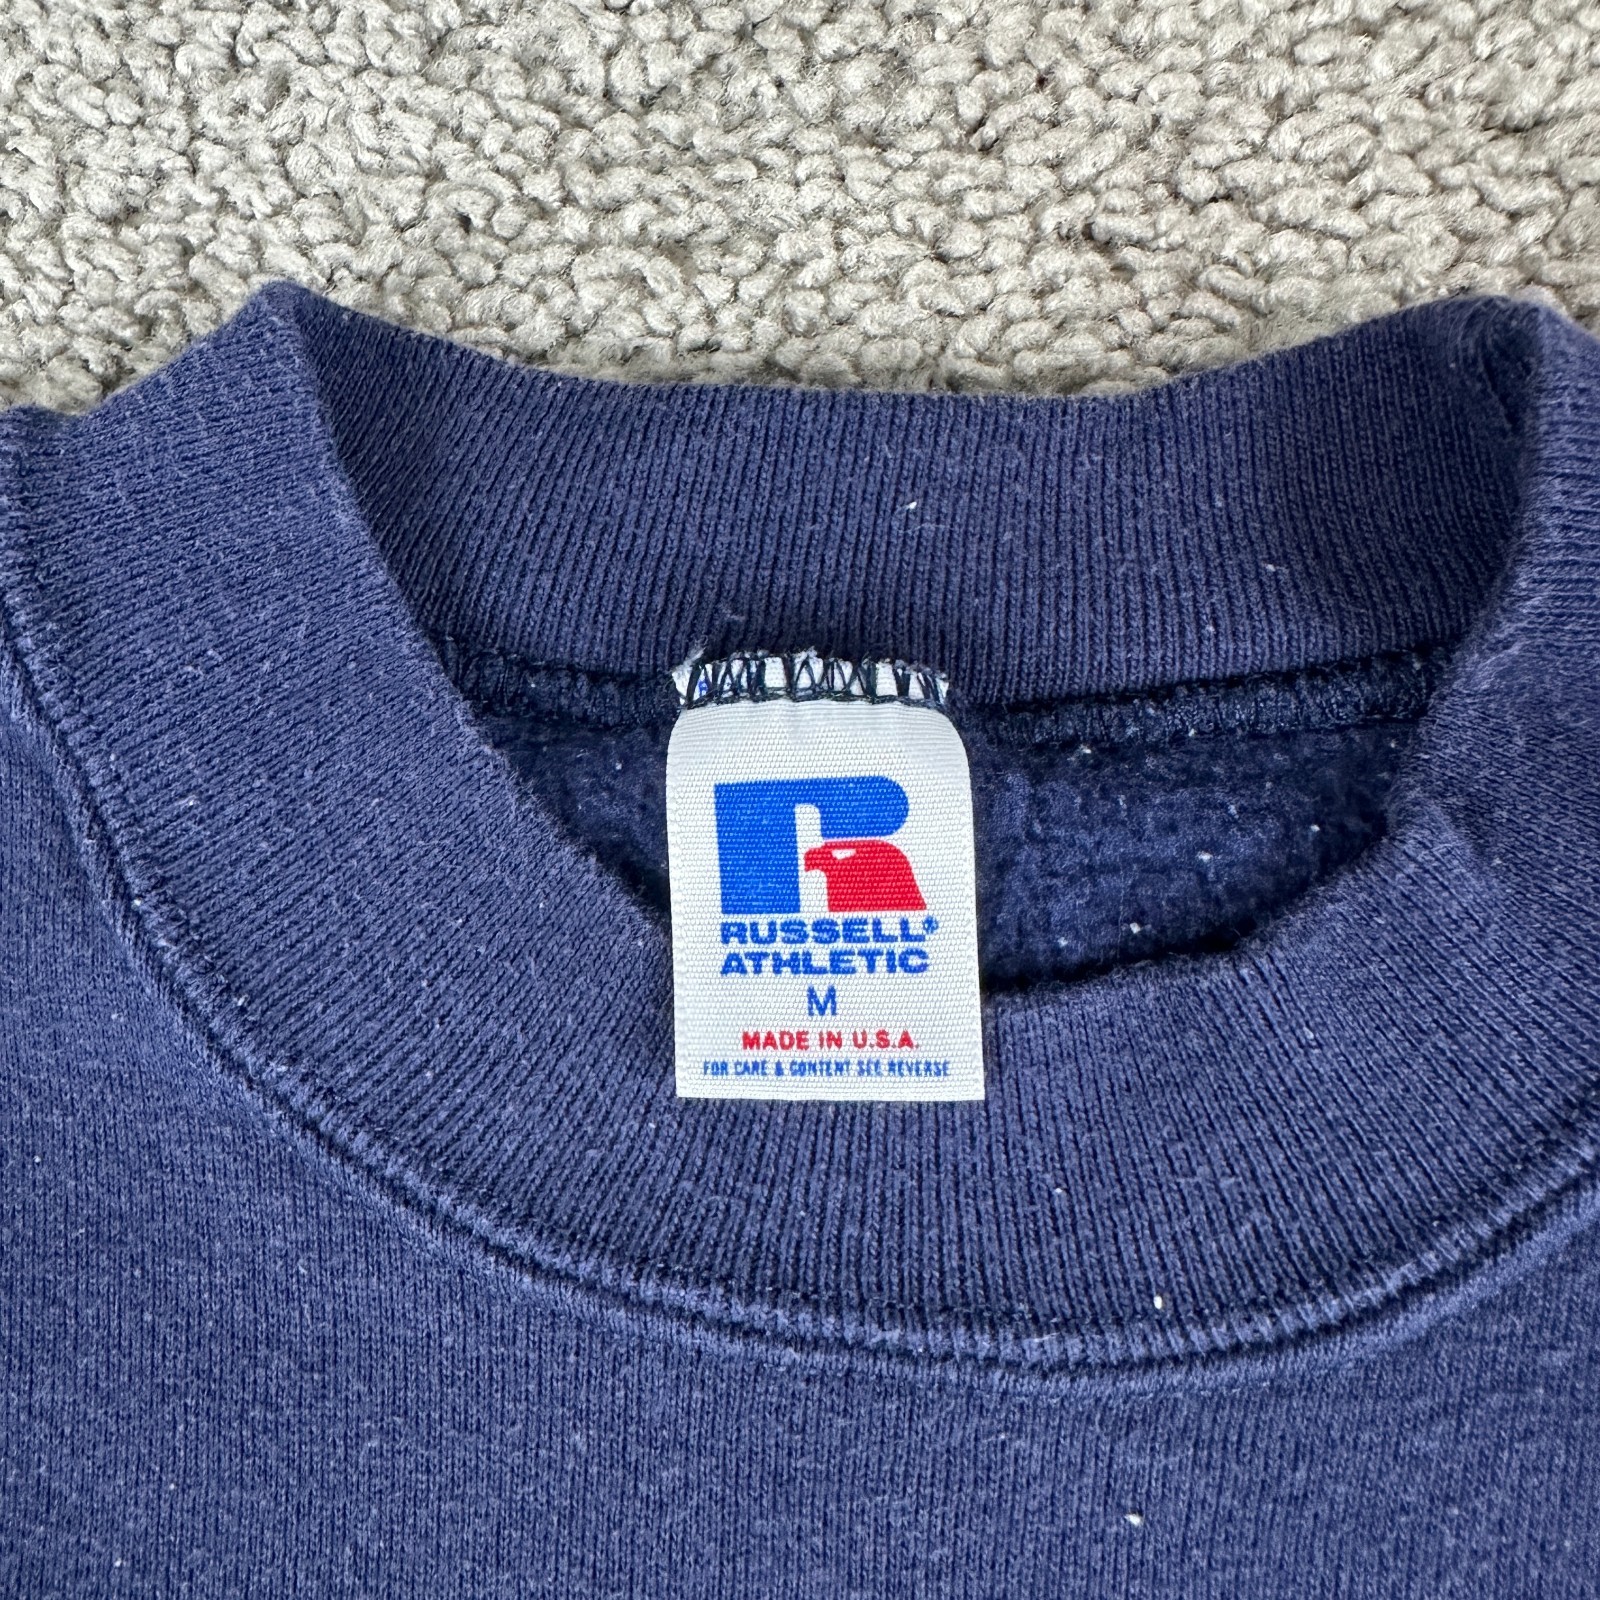 R
RUSSELL®
ATHLETIC
M
MADE IN U.S.A.
FOR CARE & CONTENT SEE REVERSE